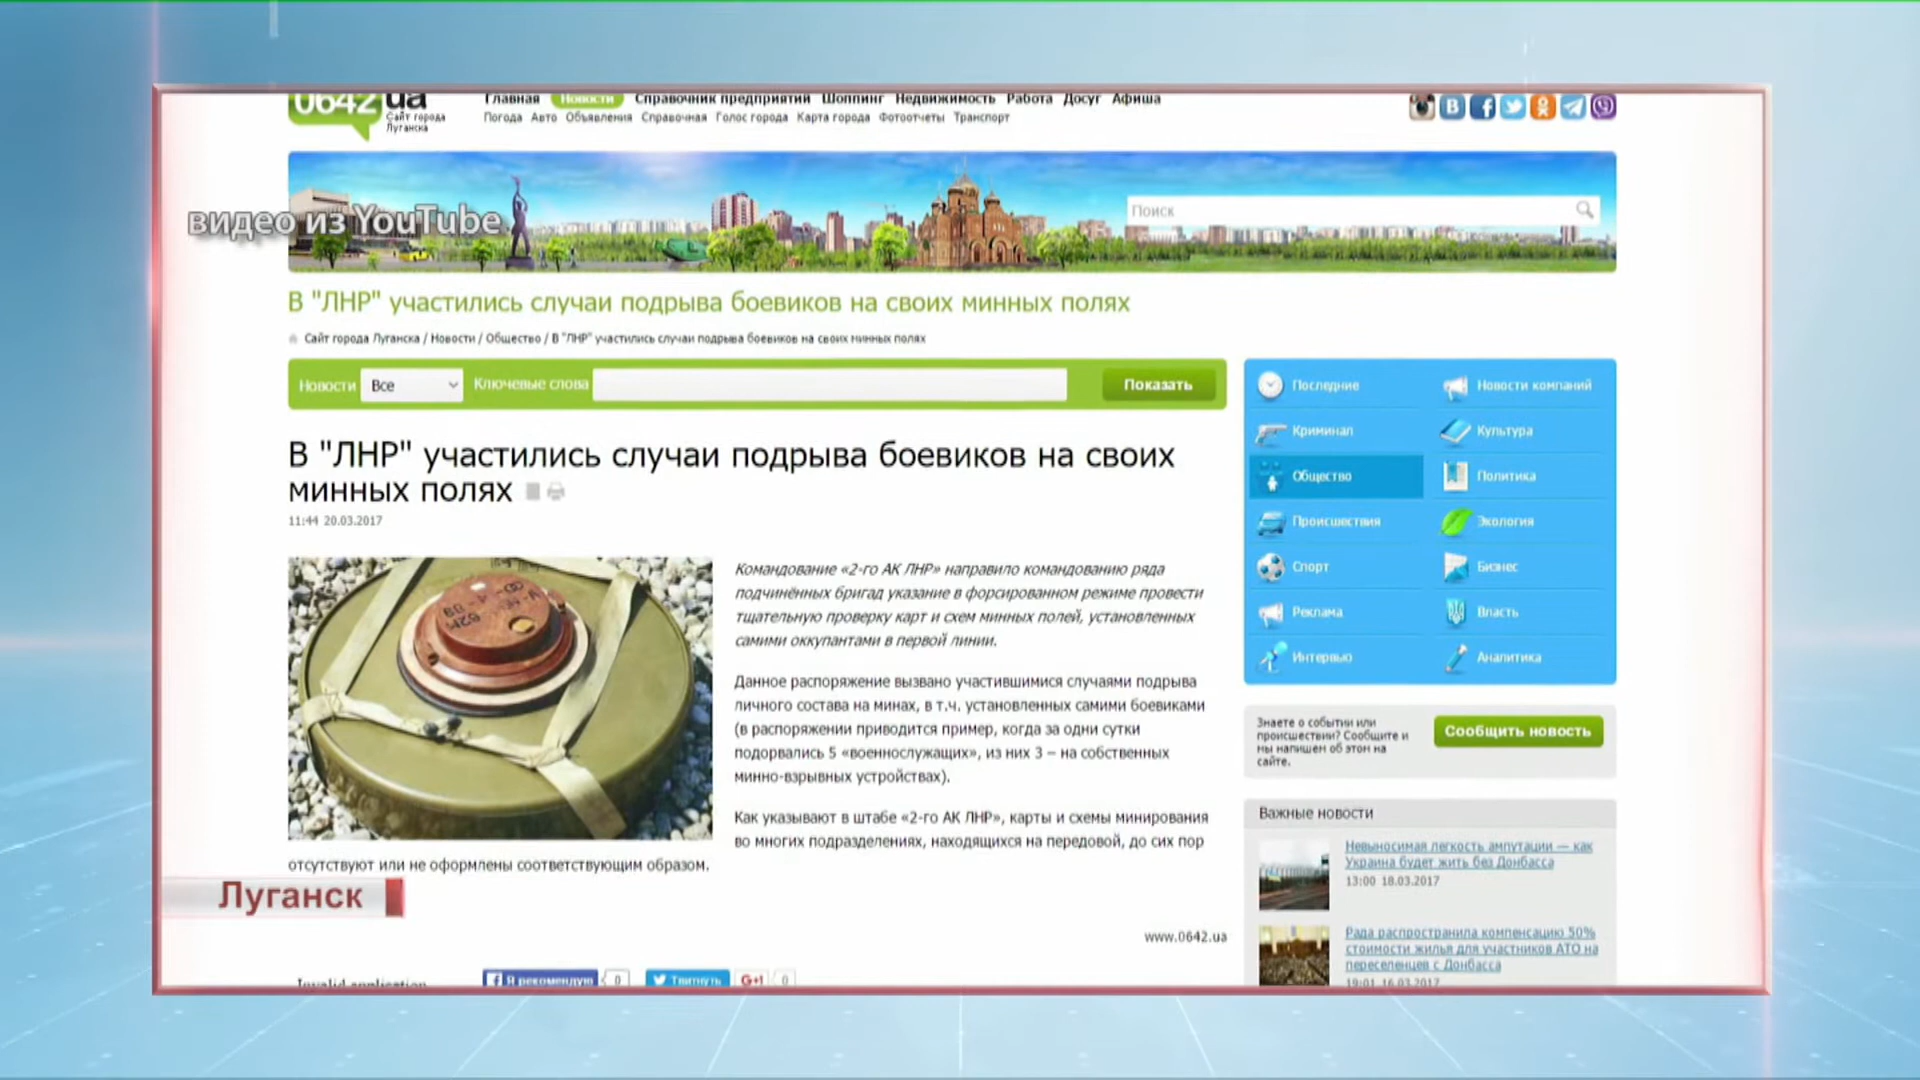 0642 ua
Сайт города
Луганска
Главная Новости Справочник предприятий Шоппинг Недвижимость Работа Досуг Афиша
Погода Авто Объявления Справочная Голос города Карта города Фотоотчеты Транспорт
видео из YouTube
Поиск
В "ЛНР" участились случаи подрыва боевиков на своих минных полях
Сайт города Луганска / Новости / Общество / В "ЛНР" участились случаи подрыва боевиков на своих минных полях
Новости Все Ключевые слова Показать
В "ЛНР" участились случаи подрыва боевиков на своих
минных полях
11:44 20.03.2017
Командование «2-го АК ЛНР» направило командованию ряда
подчинённых бригад указание в форсированном режиме провести
тщательную проверку карт и схем минных полей, установленных
самими оккупантами в первой линии.
Данное распоряжение вызвано участившимися случаями подрыва
личного состава на минах, в т.ч. установленных самими боевиками
(в распоряжении приводится пример, когда за одни сутки
подорвались 5 «военнослужащих», из них 3 – на собственных
минно-взрывных устройствах).
Как указывают в штабе «2-го АК ЛНР», карты и схемы минирования
во многих подразделениях, находящихся на передовой, до сих пор
отсутствуют или не оформлены соответствующим образом.
Луганск
www.0642.ua
Invalid application
Я рекомендую 0 Твитнуть G+1 0
Последние Новости компаний
Криминал Культура
Общество Политика
Происшествия Экология
Спорт Бизнес
Реклама Власть
Интервью Аналитика
Знаете о событии или
происшествии? Сообщите и
мы напишем об этом на
сайте.
Сообщить новость
Важные новости
Невыносимая легкость ампутации — как
Украина будет жить без Донбасса
13:00 18.03.2017
Рада распространила компенсацию 50%
стоимости жилья для участников АТО на
переселенцев с Донбасса
19:01 16.03.2017